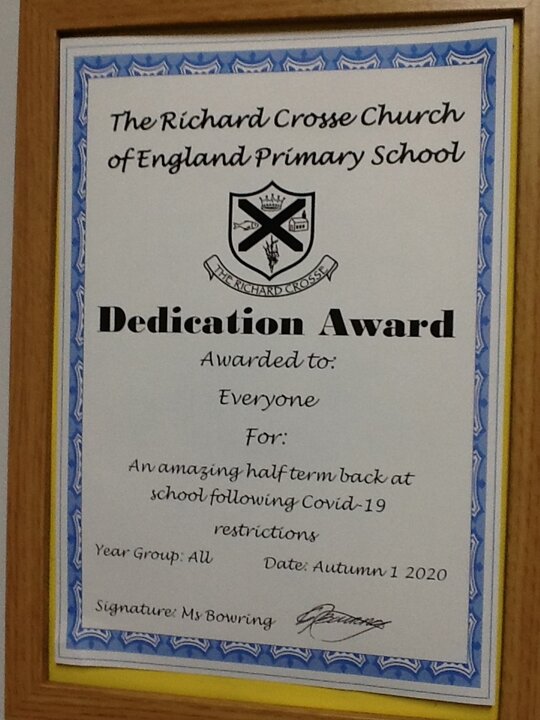 The Richard Crosse Church
of England Primary School
THE RICHARD CROSSE
Dedication Award
Awarded to:
Everyone
For:
An amazing half term back at
school following Covid-19
restrictions
Year Group: All Date: Autumn 1 2020
Signature: Ms Bowring